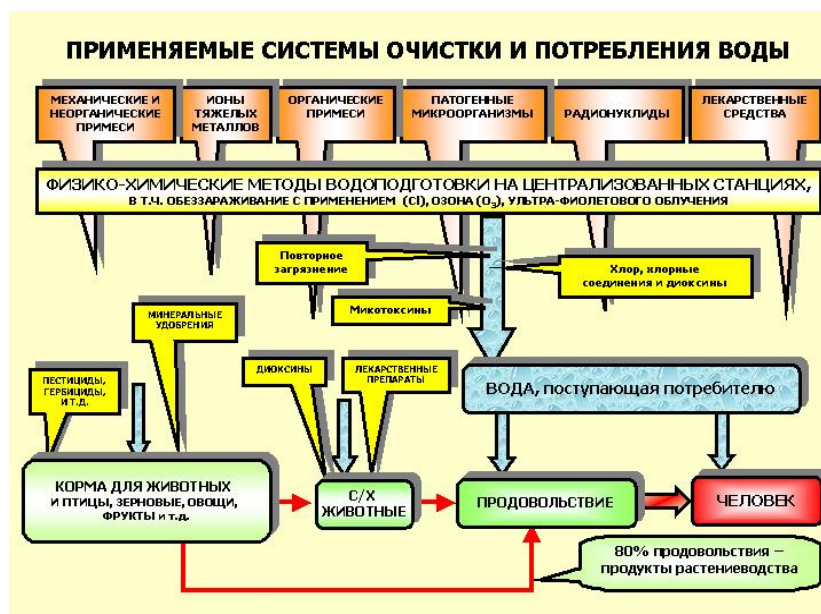 ПРИМЕНЯЕМЫЕ СИСТЕМЫ ОЧИСТКИ И ПОТРЕБЛЕНИЯ ВОДЫ
МЕХАНИЧЕСКИЕ И
НЕОРГАНИЧЕСКИЕ
ПРИМЕСИ
ИОНЫ
ТЯЖЕЛЫХ
МЕТАЛЛОВ
ОРГАНИЧЕСКИЕ
ПРИМЕСИ
ПАТОГЕННЫЕ
МИКРООРГАНИЗМЫ
РАДИОНУКЛИДЫ
ЛЕКАРСТВЕННЫЕ
СРЕДСТВА
ФИЗИКО-ХИМИЧЕСКИЕ МЕТОДЫ ВОДОПОДГОТОВКИ НА ЦЕНТРАЛИЗОВАННЫХ СТАНЦИЯХ,
В Т.Ч. ОБЕЗЗАРАЖИВАНИЕ С ПРИМЕНЕНИЕМ (Cl), ОЗОНА (O₃), УЛЬТРА-ФИОЛЕТОВОГО ОБЛУЧЕНИЯ
Повторное
загрязнение
Хлор, хлорные
соединения и диоксины
Микотоксины
МИНЕРАЛЬНЫЕ
УДОБРЕНИЯ
ПЕСТИЦИДЫ,
ГЕРБИЦИДЫ,
И Т.Д.
ДИОКСИНЫ
ЛЕКАРСТВЕННЫЕ
ПРЕПАРАТЫ
ВОДА, поступающая потребителю
КОРМА ДЛЯ ЖИВОТНЫХ
И ПТИЦЫ, ЗЕРНОВЫЕ, ОВОЩИ,
ФРУКТЫ и т.д.
С/Х
ЖИВОТНЫЕ
ПРОДОВОЛЬСТВИЕ
ЧЕЛОВЕК
80% продовольствия –
продукты растениеводства